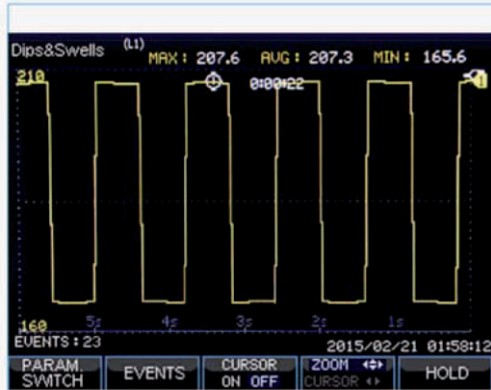 Dips&Swells (L1) MAX: 207.6 AVG: 207.3 MIN: 165.6
210 0:00:22 1
160 5s 4s 3s 2s 1s
EVENTS:23 2015/02/21 01:58:12
PARAM. SWITCH EVENTS CURSOR ON OFF ZOOM CURSOR HOLD